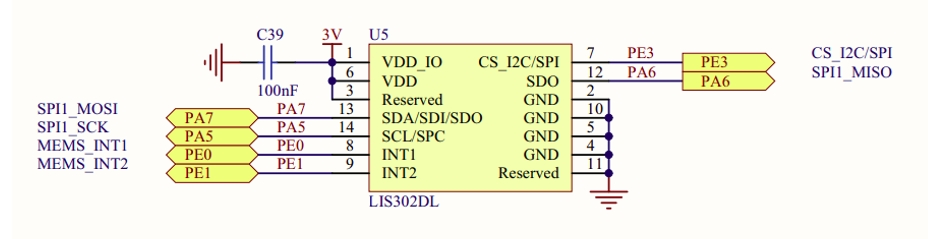 C39 3V U5
100nF
1 VDD_IO CS_I2C/SPI 7 PE3 PE3 CS_I2C/SPI
6 VDD SDO 12 PA6 PA6 SPI1_MISO
3 Reserved GND 2
SPI1_MOSI PA7 PA7 13 SDA/SDI/SDO GND 10
SPI1_SCK PA5 PA5 14 SCL/SPC GND 5
MEMS_INT1 PE0 PE0 8 INT1 GND 4
MEMS_INT2 PE1 PE1 9 INT2 Reserved 11
LIS302DL